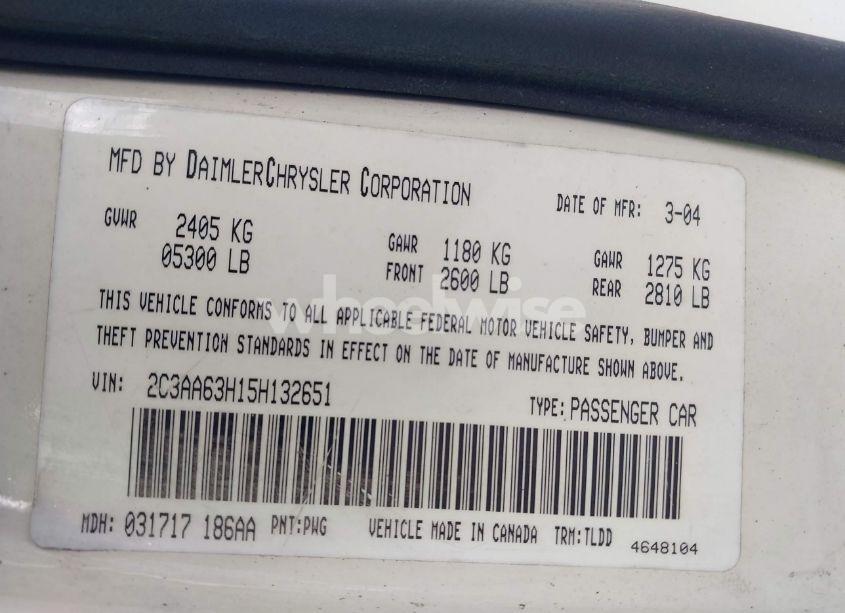 MFD BY DAIMLERCHRYSLER CORPORATION DATE OF MFR: 3-04
GVWR 2405 KG GAWR 1180 KG GAWR 1275 KG
05300 LB FRONT 2600 LB REAR 2810 LB
wheelwise
THIS VEHICLE CONFORMS TO ALL APPLICABLE FEDERAL MOTOR VEHICLE SAFETY, BUMPER AND
THEFT PREVENTION STANDARDS IN EFFECT ON THE DATE OF MANUFACTURE SHOWN ABOVE.
VIN: 2C3AA63H15H132651 TYPE: PASSENGER CAR
MDH: 031717 186AA PNT:PWG VEHICLE MADE IN CANADA TRM:TLDD 4648104